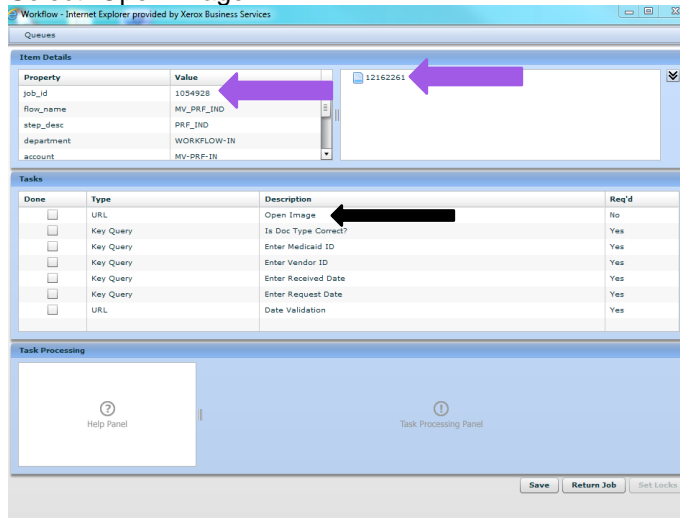 Select "Open Image"
Workflow - Internet Explorer provided by Xerox Business Services
Queues
Item Details
Property Value
job_id 1054928
flow_name MV_PRF_IND
step_desc PRF_IND
department WORKFLOW-IN
account MV-PRF-IN
12162261
Tasks
Done Type Description Req'd
URL Open Image No
Key Query Is Doc Type Correct? Yes
Key Query Enter Medicaid ID Yes
Key Query Enter Vendor ID Yes
Key Query Enter Received Date Yes
Key Query Enter Request Date Yes
URL Date Validation Yes
Task Processing
Help Panel
Task Processing Panel
Save Return Job Set Locks